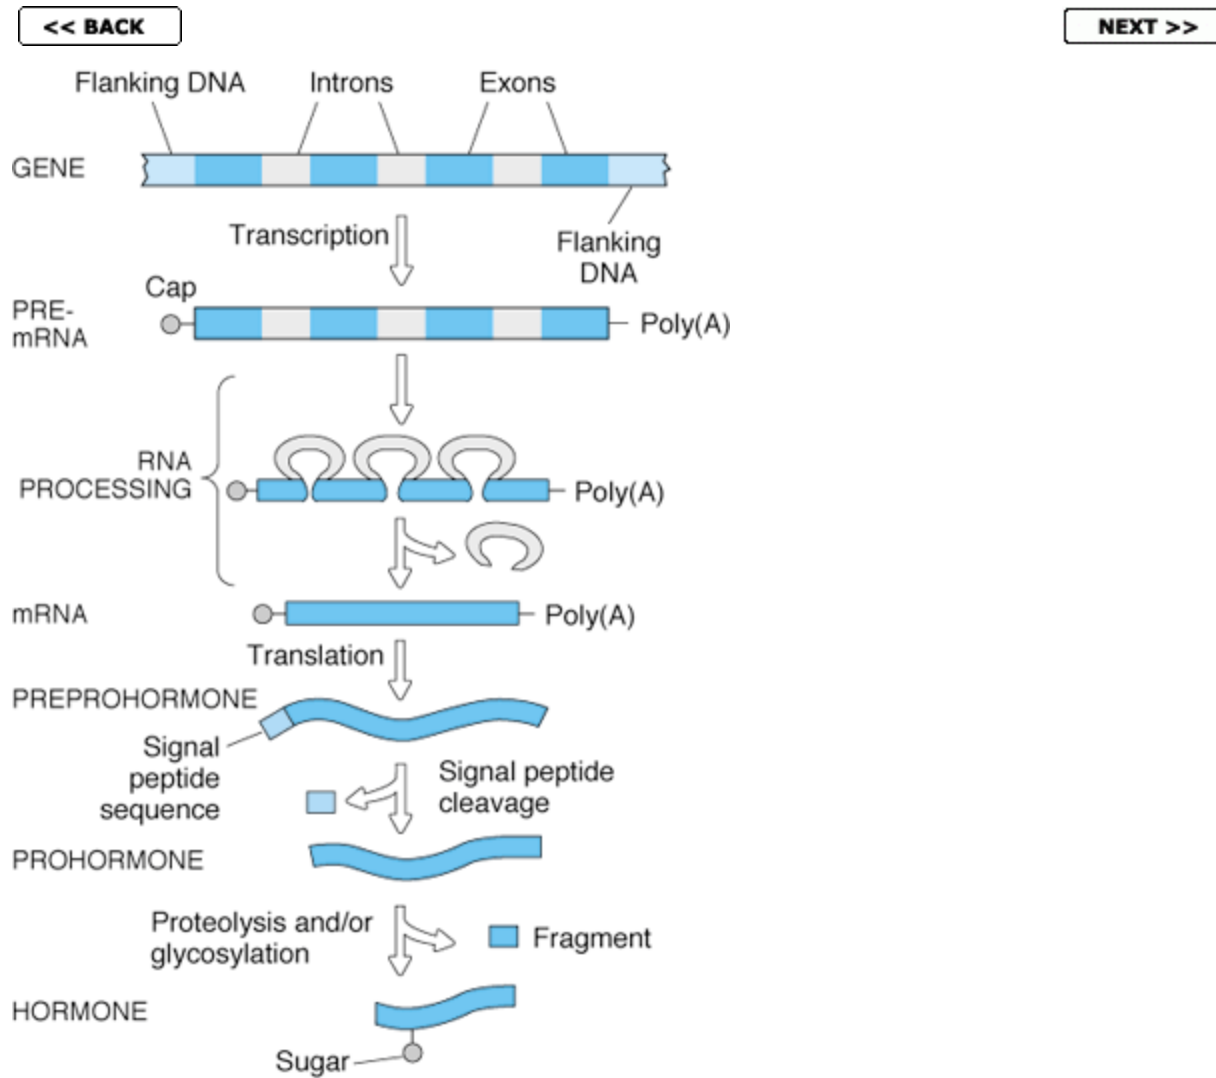 << BACK
NEXT >>
Flanking DNA
Introns
Exons
GENE
Transcription
Flanking
DNA
Cap
PRE-
mRNA
Poly(A)
RNA
PROCESSING
Poly(A)
mRNA
Poly(A)
Translation
PREPROHORMONE
Signal
peptide
sequence
Signal peptide
cleavage
PROHORMONE
Proteolysis and/or
glycosylation
Fragment
HORMONE
Sugar